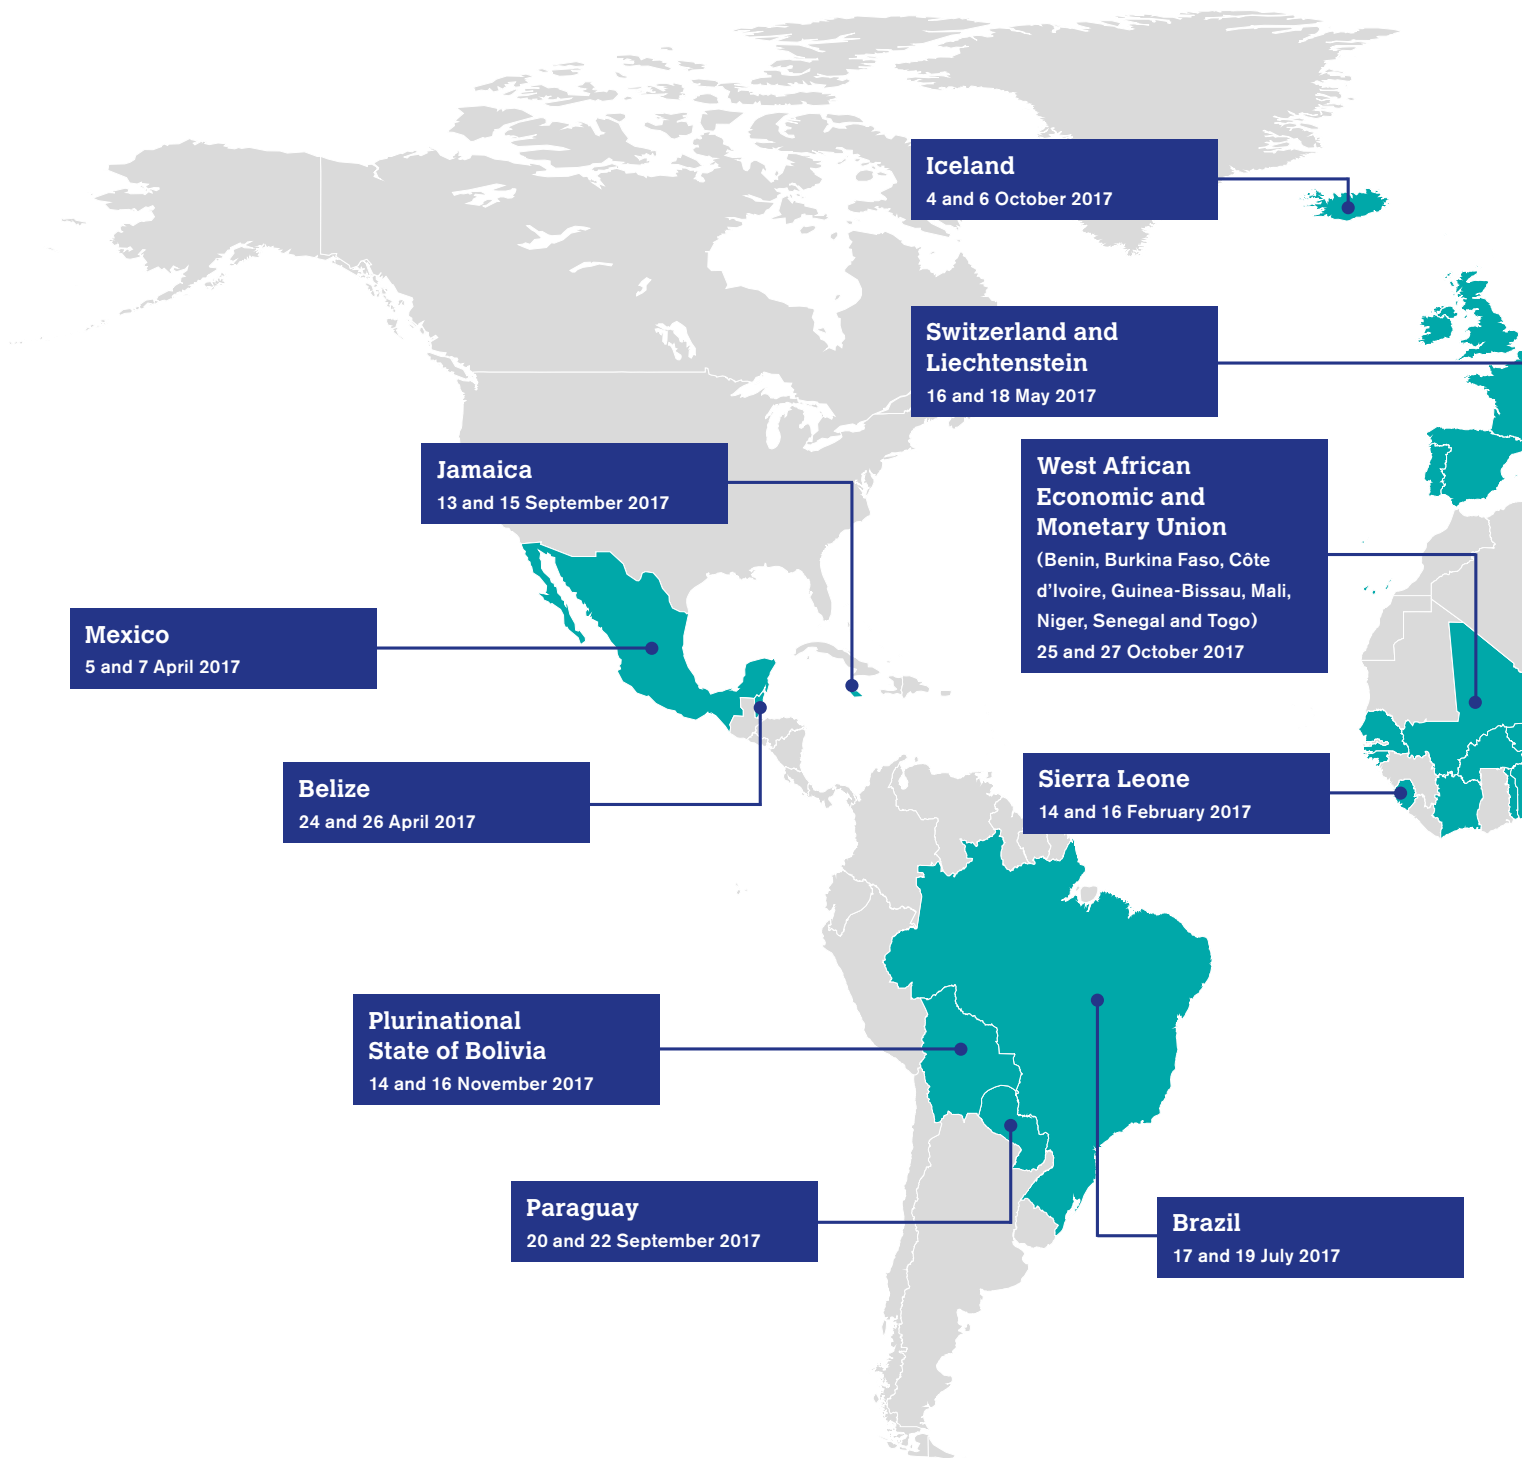 Iceland
4 and 6 October 2017
Switzerland and
Liechtenstein
16 and 18 May 2017
Jamaica
13 and 15 September 2017
West African
Economic and
Monetary Union
(Benin, Burkina Faso, Côte
d’Ivoire, Guinea-Bissau, Mali,
Niger, Senegal and Togo)
25 and 27 October 2017
Mexico
5 and 7 April 2017
Belize
24 and 26 April 2017
Sierra Leone
14 and 16 February 2017
Plurinational
State of Bolivia
14 and 16 November 2017
Paraguay
20 and 22 September 2017
Brazil
17 and 19 July 2017